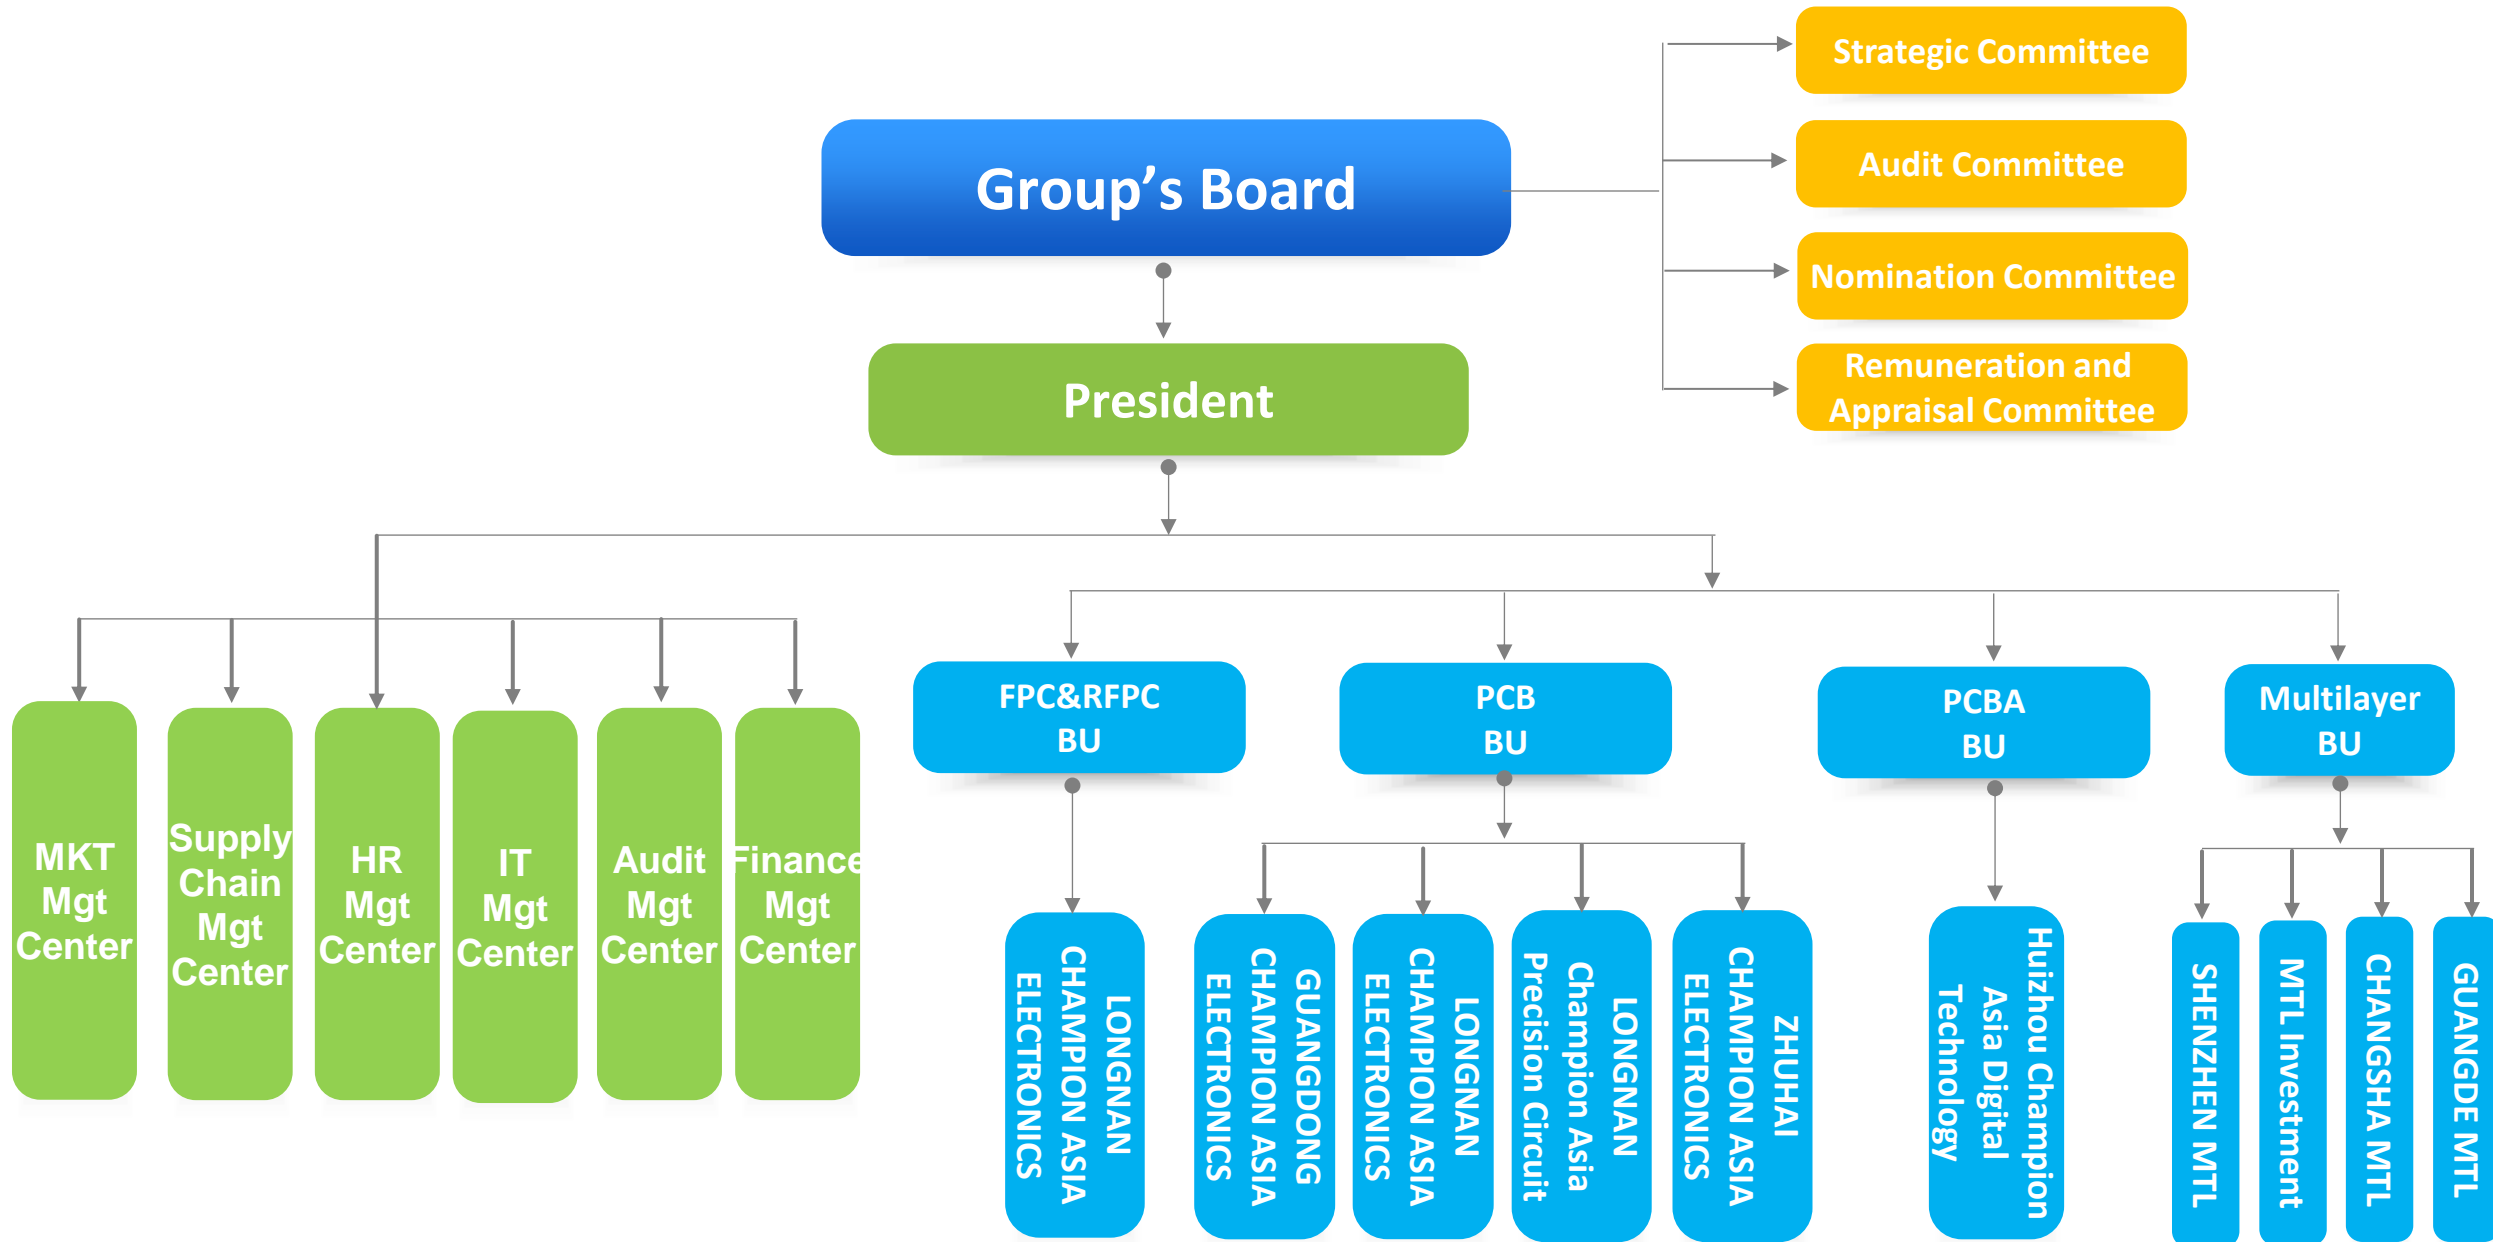 Strategic Committee
Group's Board
Audit Committee
Nomination Committee
President
Remuneration and
Appraisal Committee
FPC&RFPC
BU
PCB
BU
PCBA
BU
Multilayer
BU
MKT
Mgt
Center
Supply
Chain
Mgt
Center
HR
Mgt
Center
IT
Mgt
Center
Audit
Mgt
Center
Finance
Mgt
Center
LONGNAN
CHAMPION ASIA
ELECTRONICS
GUANGDONG
CHAMPION ASIA
ELECTRONICS
LONGNAN
CHAMPION ASIA
ELECTRONICS
LONGNAN
Champion Asia
Precision Circuit
ZHUHAI
CHAMPION ASIA
ELECTRONICS
Huizhou Champion
Asia Digital
Technology
SHENZHEN MTL
MTL Investment
CHANGSHA MTL
GUANGDE MTL